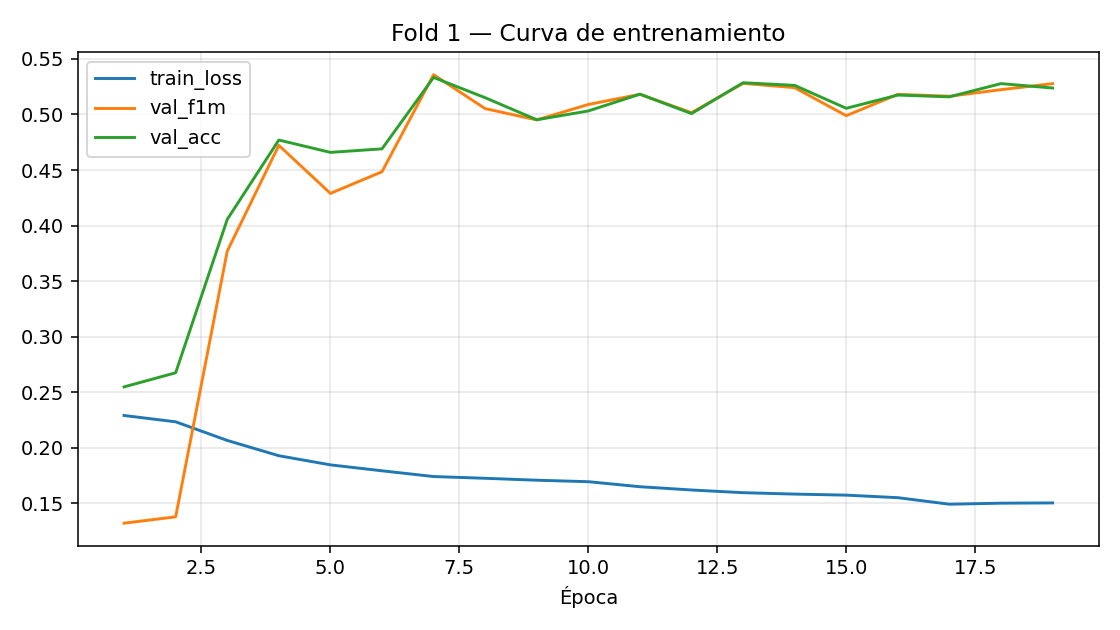 Fold 1 — Curva de entrenamiento
train_loss
val_f1m
val_acc
0.55
0.50
0.45
0.40
0.35
0.30
0.25
0.20
0.15
2.5 5.0 7.5 10.0 12.5 15.0 17.5
Época